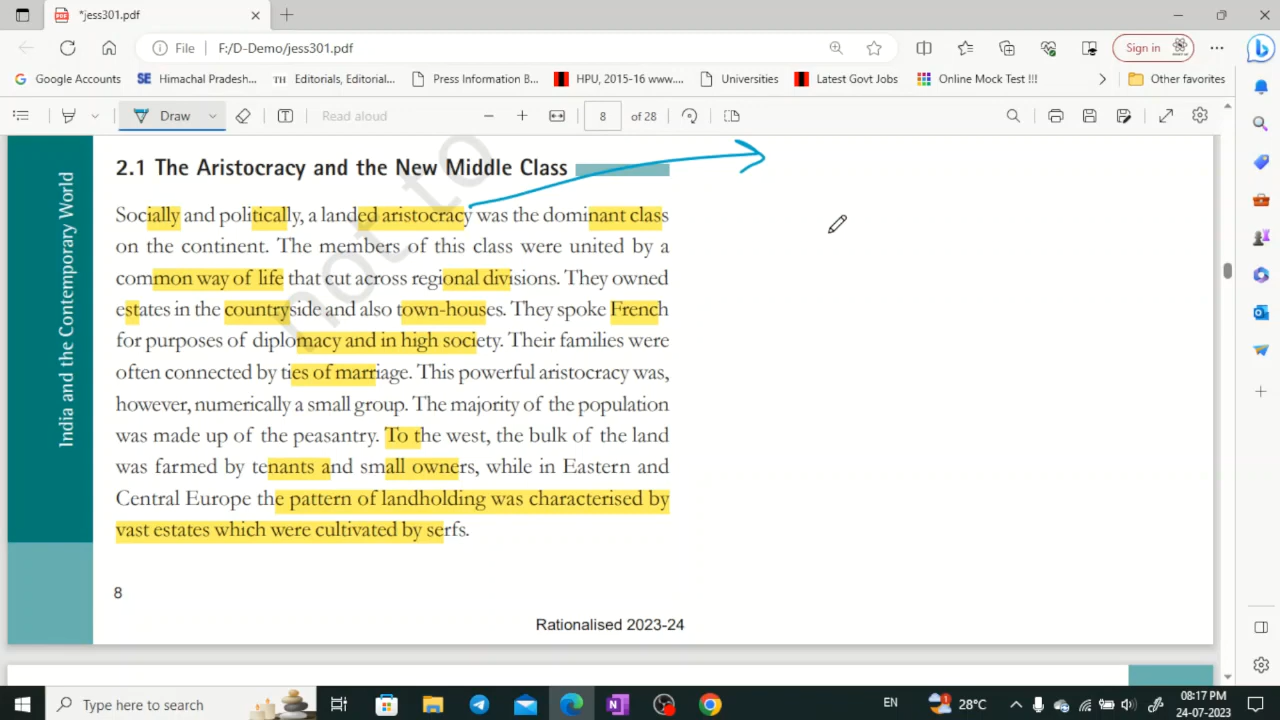 *jess301.pdf
File F:/D-Demo/jess301.pdf
Sign in
Google Accounts SE Himachal Pradesh... TH Editorials, Editorial... Press Information B... HPU, 2015-16 www.... Universities Latest Govt Jobs Online Mock Test !!! Other favorites
Draw Read aloud 8 of 28
India and the Contemporary World
not to
2.1 The Aristocracy and the New Middle Class
Socially and politically, a landed aristocracy was the dominant class
on the continent. The members of this class were united by a
common way of life that cut across regional divisions. They owned
estates in the countryside and also town-houses. They spoke French
for purposes of diplomacy and in high society. Their families were
often connected by ties of marriage. This powerful aristocracy was,
however, numerically a small group. The majority of the population
was made up of the peasantry. To the west, the bulk of the land
was farmed by tenants and small owners, while in Eastern and
Central Europe the pattern of landholding was characterised by
vast estates which were cultivated by serfs.
8
Rationalised 2023-24
Type here to search
EN 1 28°C 08:17 PM
24-07-2023